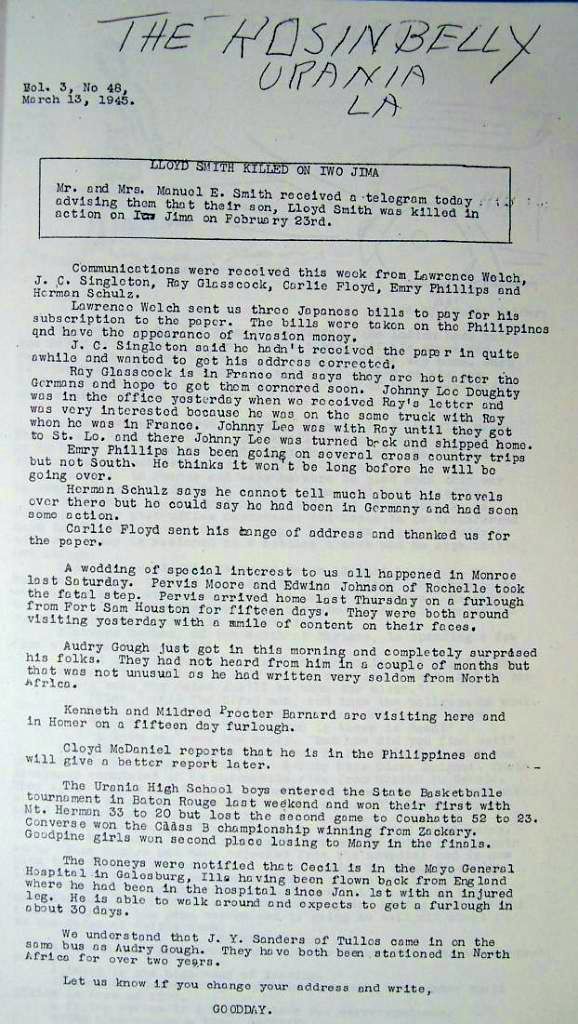 THE ROSINBELLY
URANIA
LA
Vol. 3, No 48,
March 13, 1945.
LLOYD SMITH KILLED ON IWO JIMA
Mr. and Mrs. Manuel E. Smith received a telegram today
advising them that their son, Lloyd Smith was killed in
action on Iwo Jima on February 23rd.
Communications were received this week from Lawrence Welch,
J. C. Singleton, Ray Glasscock, Carlie Floyd, Emry Phillips and
Herman Schulz.
Lawrence Welch sent us three Japanese bills to pay for his
subscription to the paper. The bills were taken on the Philippines
qnd have the appearance of invasion money.
J. C. Singleton said he hadn't received the paper in quite
awhile and wanted to get his address corrected.
Ray Glasscock is in France and says they are hot after the
Germans and hope to get them cornered soon. Johnny Lee Doughty
was in the office yesterday when we received Ray's letter and
was very interested because he was on the same truck with Ray
when he was in France. Johnny Lee was with Ray until they got
to St. Lo. and there Johnny Lee was turned back and shipped home.
Emry Phillips has been going on several cross country trips
but not South. He thinks it won't be long before he will be
going over.
Herman Schulz says he cannot tell much about his travels
over there but he could say he had been in Germany and had seen
some action.
Carlie Floyd sent his change of address and thanked us for
the paper.
A wedding of special interest to us all happened in Monroe
last Saturday. Pervis Moore and Edwina Johnson of Rochelle took
the fatal step. Pervis arrived home last Thursday on a furlough
from Fort Sam Houston for fifteen days. They were both around
visiting yesterday with a smile of content on their faces.
Audry Gough just got in this morning and completely surprised
his folks. They had not heard from him in a couple of months but
that was not unusual as he had written very seldom from North
Africa.
Kenneth and Mildred Procter Barnard are visiting here and
in Homer on a fifteen day furlough.
Cloyd McDaniel reports that he is in the Philippines and
will give a better report later.
The Urania High School boys entered the State Basketballe
tournament in Baton Rouge last weekend and won their first with
Mt. Herman 33 to 20 but lost the second game to Coushatta 52 to 23.
Converse won the Class B championship winning from Zackary.
Goodpine girls won second place losing to Many in the finals.
The Rooneys were notified that Cecil is in the Mayo General
Hospital in Galesburg, Ills having been flown back from England
where he had been in the hospital since Jan. 1st with an injured
leg. He is able to walk around and expects to get a furlough in
about 30 days.
We understand that J. Y. Sanders of Tullos came in on the
same bus as Audry Gough. They have both been stationed in North
Africa for over two years.
Let us know if you change your address and write,
GOODDAY.